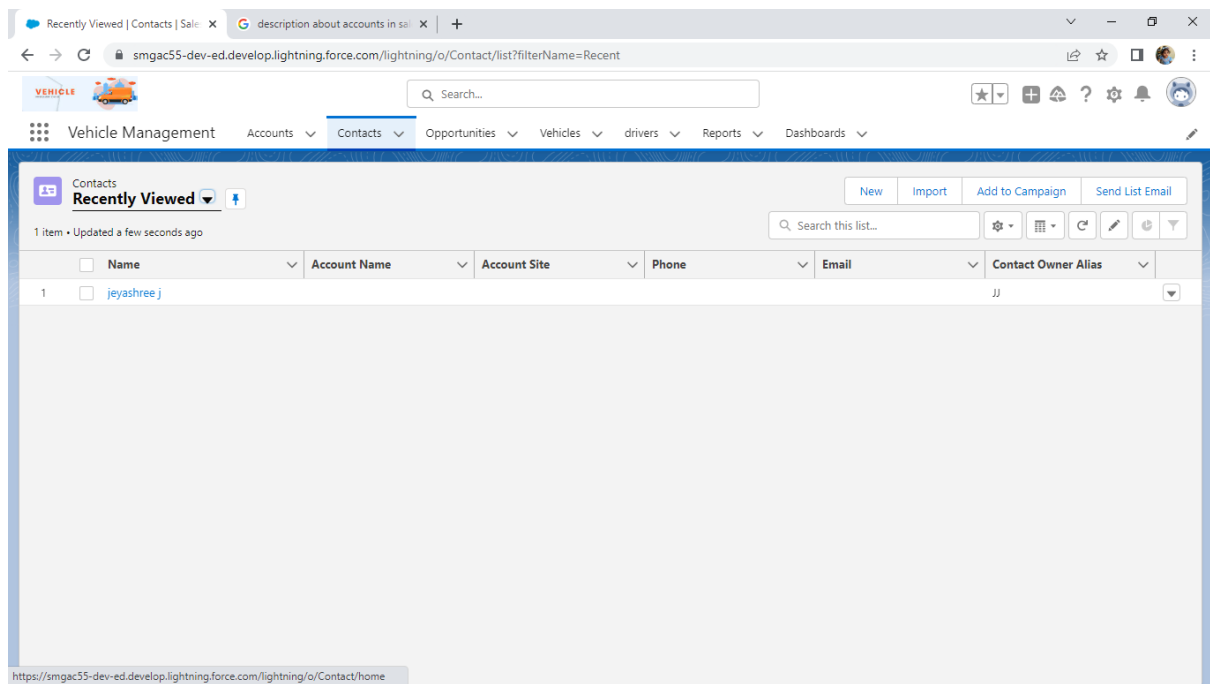 Recently Viewed | Contacts | Sale
description about accounts in sal
smgac55-dev-ed.develop.lightning.force.com/lightning/o/Contact/list?filterName=Recent
VEHICLE
Search...
Vehicle Management Accounts Contacts Opportunities Vehicles drivers Reports Dashboards
Contacts
Recently Viewed
New Import Add to Campaign Send List Email
1 item • Updated a few seconds ago
Search this list...
Name Account Name Account Site Phone Email Contact Owner Alias
1 jeyashree j JJ
https://smgac55-dev-ed.develop.lightning.force.com/lightning/o/Contact/home